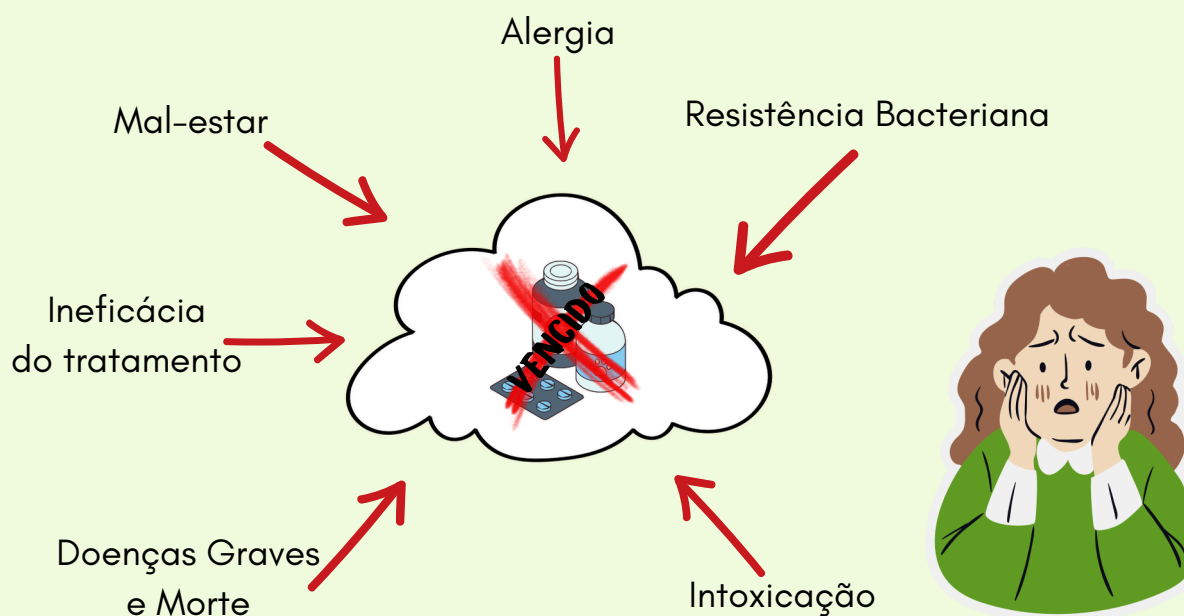 Alergia
Mal-estar
Resistência Bacteriana
VENCIDO
Ineficácia
do tratamento
Doenças Graves
e Morte
Intoxicação